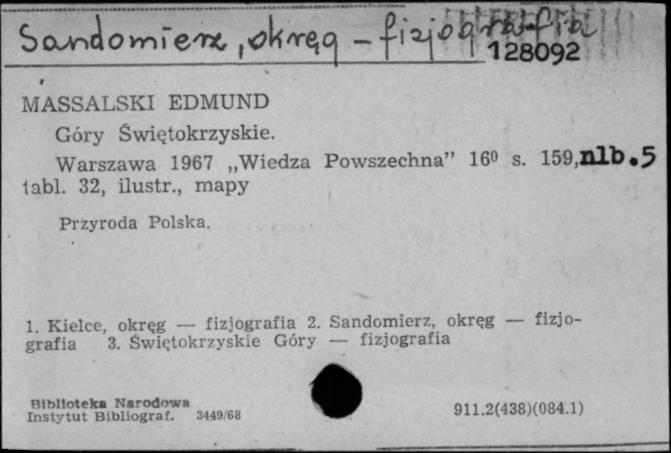 Sandomierz, okręg – fizjografia
128092
MASSALSKI EDMUND
Góry Świętokrzyskie.
Warszawa 1967 „Wiedza Powszechna” 16⁰ s. 159, nlb. 5
tabl. 32, ilustr., mapy
Przyroda Polska.
1. Kielce, okręg — fizjografia 2. Sandomierz, okręg — fizjo-
grafia 3. Świętokrzyskie Góry — fizjografia
Biblioteka Narodowa
Instytut Bibliograf. 3449/68
911.2(438)(084.1)